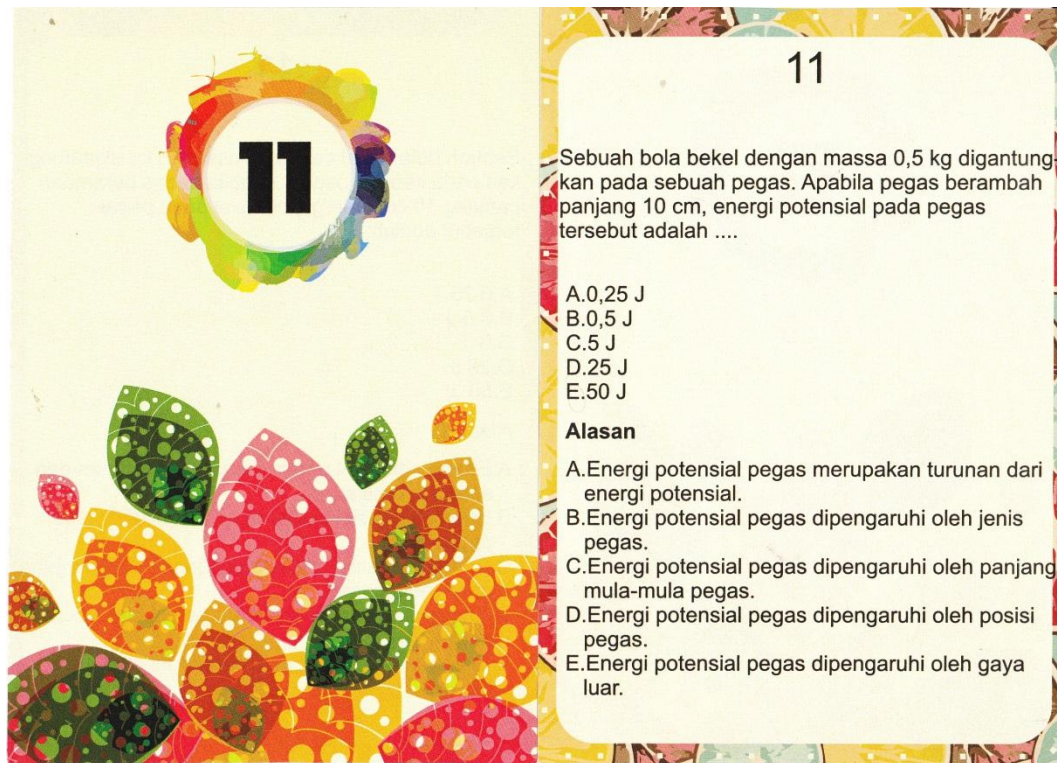 11
11
Sebuah bola bekel dengan massa 0,5 kg digantung-
kan pada sebuah pegas. Apabila pegas berambah
panjang 10 cm, energi potensial pada pegas
tersebut adalah ....
A.0,25 J
B.0,5 J
C.5 J
D.25 J
E.50 J
Alasan
A.Energi potensial pegas merupakan turunan dari
energi potensial.
B.Energi potensial pegas dipengaruhi oleh jenis
pegas.
C.Energi potensial pegas dipengaruhi oleh panjang
mula-mula pegas.
D.Energi potensial pegas dipengaruhi oleh posisi
pegas.
E.Energi potensial pegas dipengaruhi oleh gaya
luar.